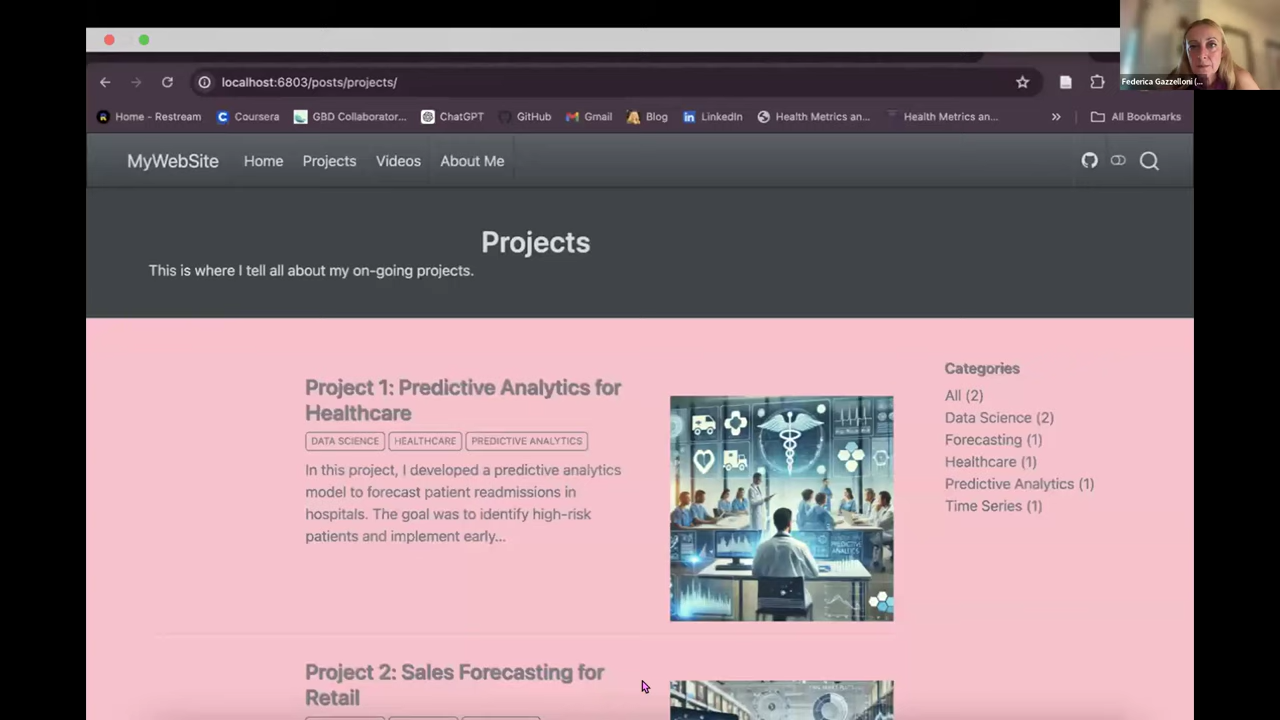 localhost:6803/posts/projects/
Federica Gazzelloni (...
Home - Restream
Coursera
GBD Collaborator...
ChatGPT
GitHub
Gmail
Blog
LinkedIn
Health Metrics an...
Health Metrics an...
»
All Bookmarks
MyWebSite
Home
Projects
Videos
About Me
Projects
This is where I tell all about my on-going projects.
Project 1: Predictive Analytics for
Healthcare
DATA SCIENCE
HEALTHCARE
PREDICTIVE ANALYTICS
In this project, I developed a predictive analytics
model to forecast patient readmissions in
hospitals. The goal was to identify high-risk
patients and implement early...
Categories
All (2)
Data Science (2)
Forecasting (1)
Healthcare (1)
Predictive Analytics (1)
Time Series (1)
Project 2: Sales Forecasting for
Retail